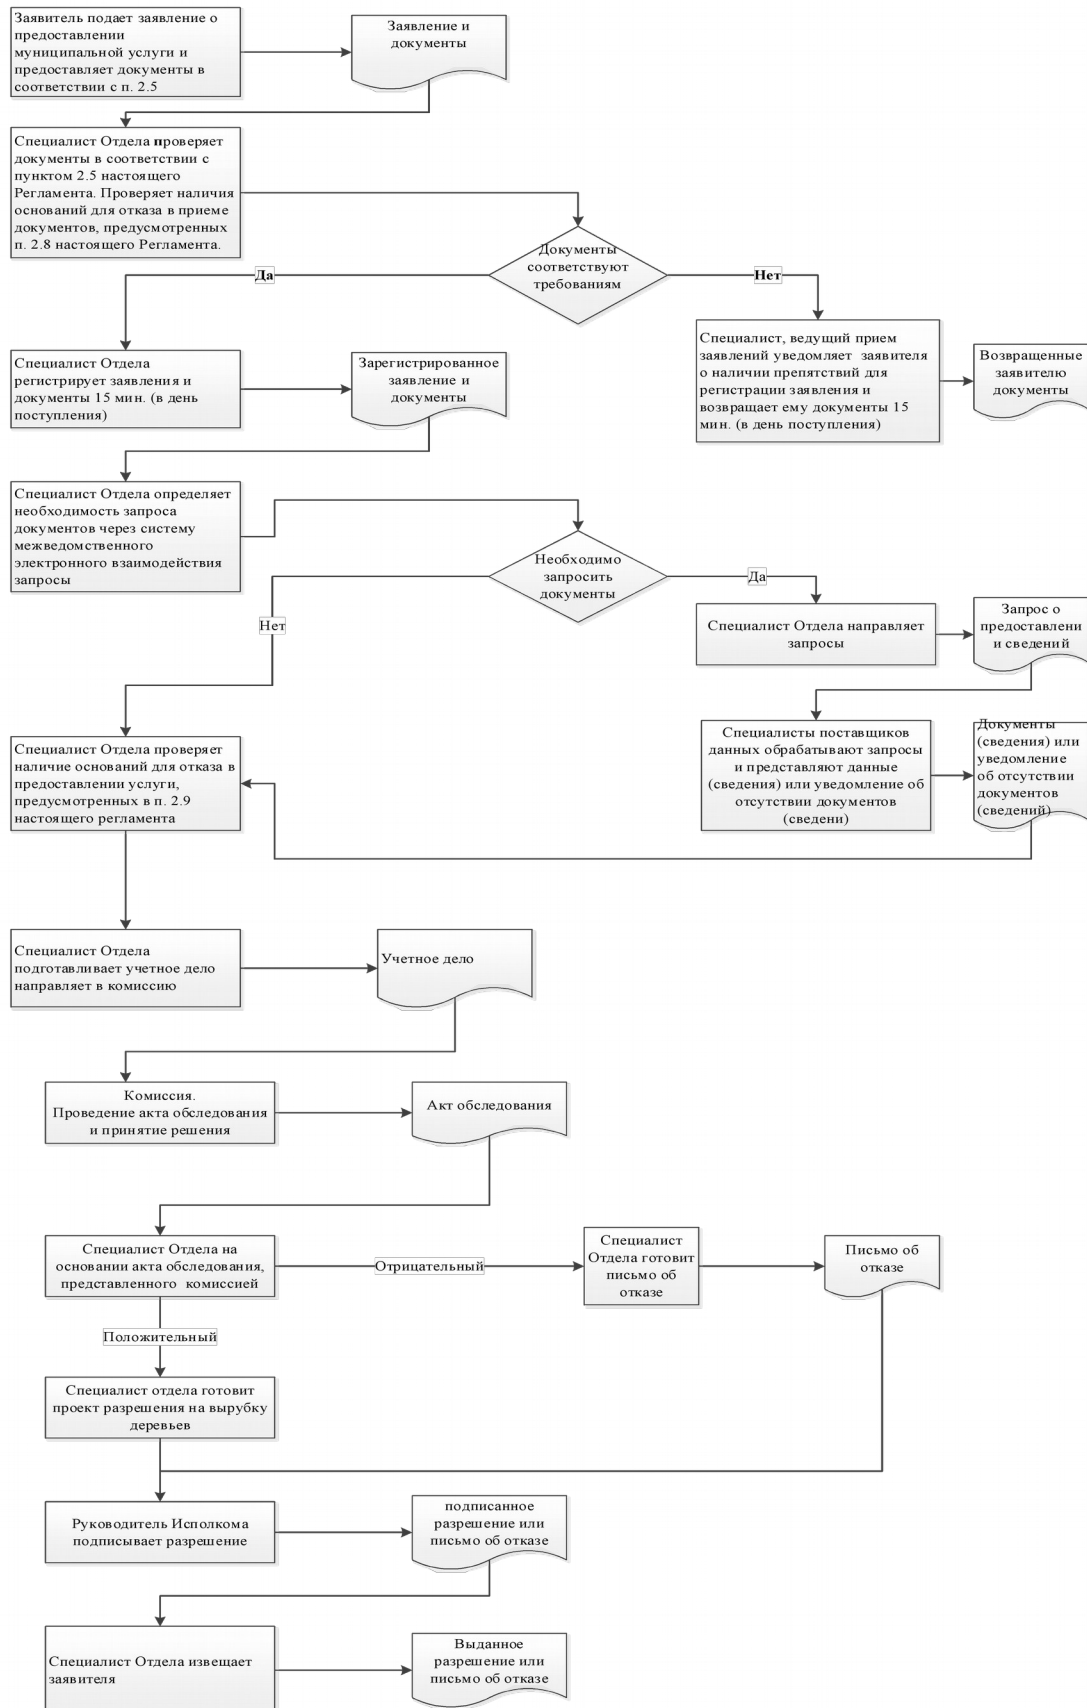 Заявитель подает заявление о
предоставлении
муниципальной услуги и
предоставляет документы в
соответствии с п. 2.5
Заявление и
документы
Специалист Отдела проверяет
документы в соответствии с
пунктом 2.5 настоящего
Регламента. Проверяет наличия
оснований для отказа в приеме
документов, предусмотренных
п. 2.8 настоящего Регламента.
Документы
соответствуют
требованиям
Да
Нет
Специалист Отдела
регистрирует заявления и
документы 15 мин. (в день
поступления)
Зарегистрированное
заявление и
документы
Специалист, ведущий прием
заявлений уведомляет заявителя
о наличии препятствий для
регистрации заявления и
возвращает ему документы 15
мин. (в день поступления)
Возвращенные
заявителю
документы
Специалист Отдела определяет
необходимость запроса
документов через систему
межведомственного
электронного взаимодействия
запросы
Необходимо
запросить
документы
Да
Нет
Специалист Отдела направляет
запросы
Запрос о
предоставлени
и сведений
Специалисты поставщиков
данных обрабатывают запросы
и представляют данные
(сведения) или уведомление об
отсутствии документов
(сведени)
Документы
(сведения) или
уведомление
об отсутствии
документов
(сведений)
Специалист Отдела проверяет
наличие оснований для отказа в
предоставлении услуги,
предусмотренных в п. 2.9
настоящего регламента
Специалист Отдела
подготавливает учетное дело
направляет в комиссию
Учетное дело
Комиссия.
Проведение акта обследования
и принятие решения
Акт обследования
Специалист Отдела на
основании акта обследования,
представленного комиссией
Отрицательный
Специалист
Отдела готовит
письмо об
отказе
Письмо об
отказе
Положительный
Специалист отдела готовит
проект разрешения на вырубку
деревьев
Руководитель Исполкома
подписывает разрешение
подписанное
разрешение или
письмо об отказе
Специалист Отдела извещает
заявителя
Выданное
разрешение или
письмо об отказе